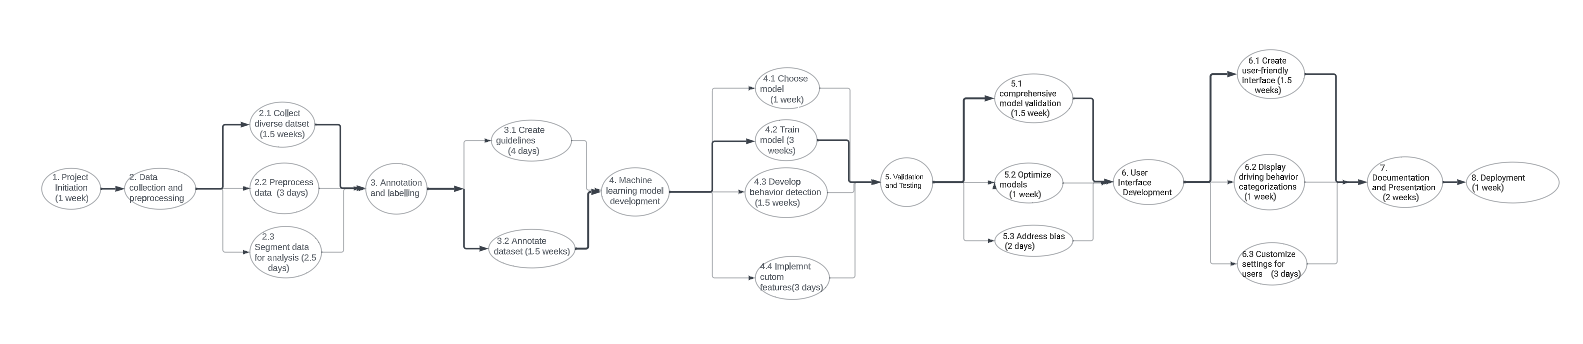 1. Project
Initiation
(1 week)
2. Data
collection and
preprocessing
2.1 Collect
diverse datset
(1.5 weeks)
2.2 Preprocess
data (3 days)
2.3
Segment data
for analysis (2.5
days)
3. Annotation
and labelling
3.1 Create
guidelines
(4 days)
3.2 Annotate
dataset (1.5 weeks)
4. Machine
learning model
development
4.1 Choose
model
(1 week)
4.2 Train
model (3
weeks)
4.3 Develop
behavior detection
(1.5 weeks)
4.4 Implemnt
cutom
features(3 days)
5. Validation
and Testing
5.1
comprehensive
model validation
(1.5 week)
5.2 Optimize
models
(1 week)
5.3 Address bias
(2 days)
6. User
Interface
Development
6.1 Create
user-friendly
Interface (1.5
weeks)
6.2 Display
driving behavior
categorizations
(1 week)
6.3 Customize
settings for
users (3 days)
7.
Documentation
and Presentation
(2 weeks)
8. Deployment
(1 week)